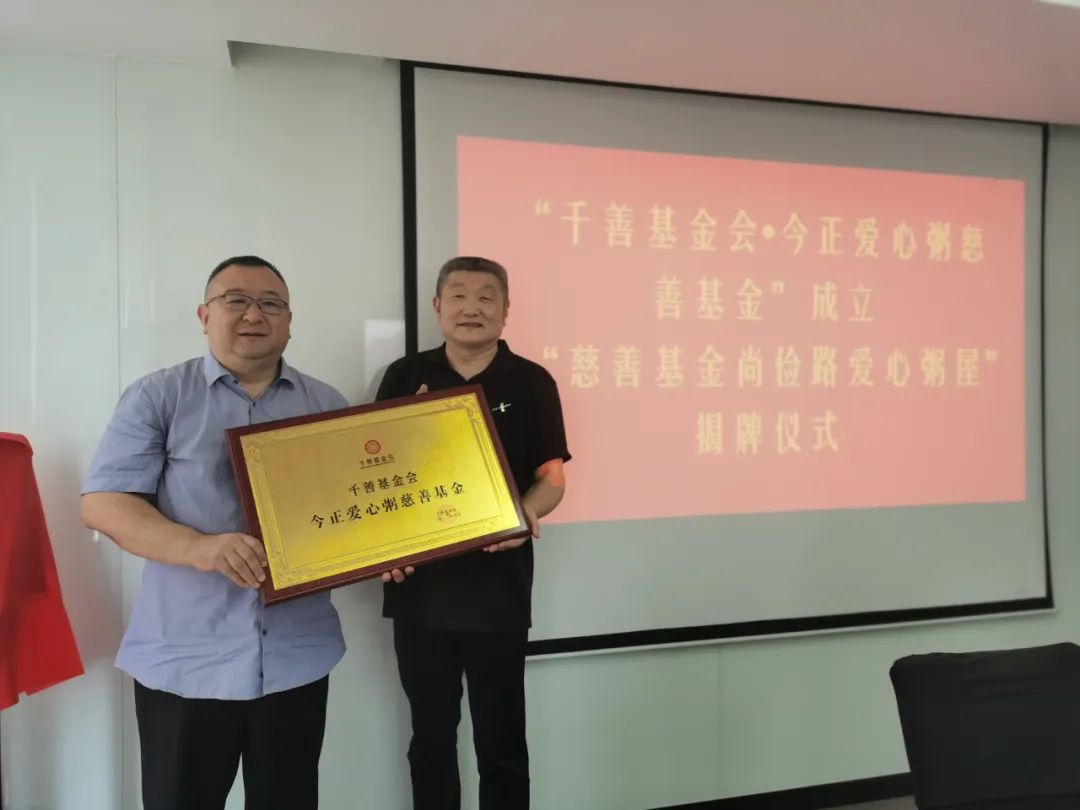 “千善基金会•今正爱心粥慈
善基金”成立
“慈善基金尚俭路爱心粥屋”
揭牌仪式
千善基金会
千善基金会
今正爱心粥慈善基金